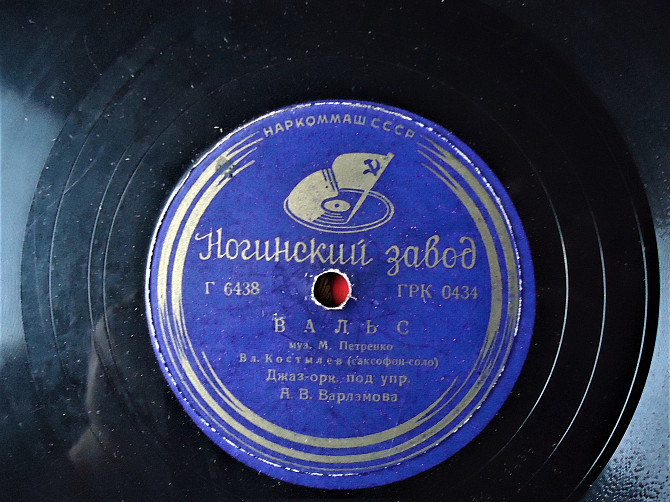 НАРКОММАШ СССР
Ногинский завод
Г 6438 ГРК 0434
ВАЛЬС
муз. М. Петренко
Вл. Костылев (саксофон-соло)
Джаз-орк. под упр.
А. В. Варламова